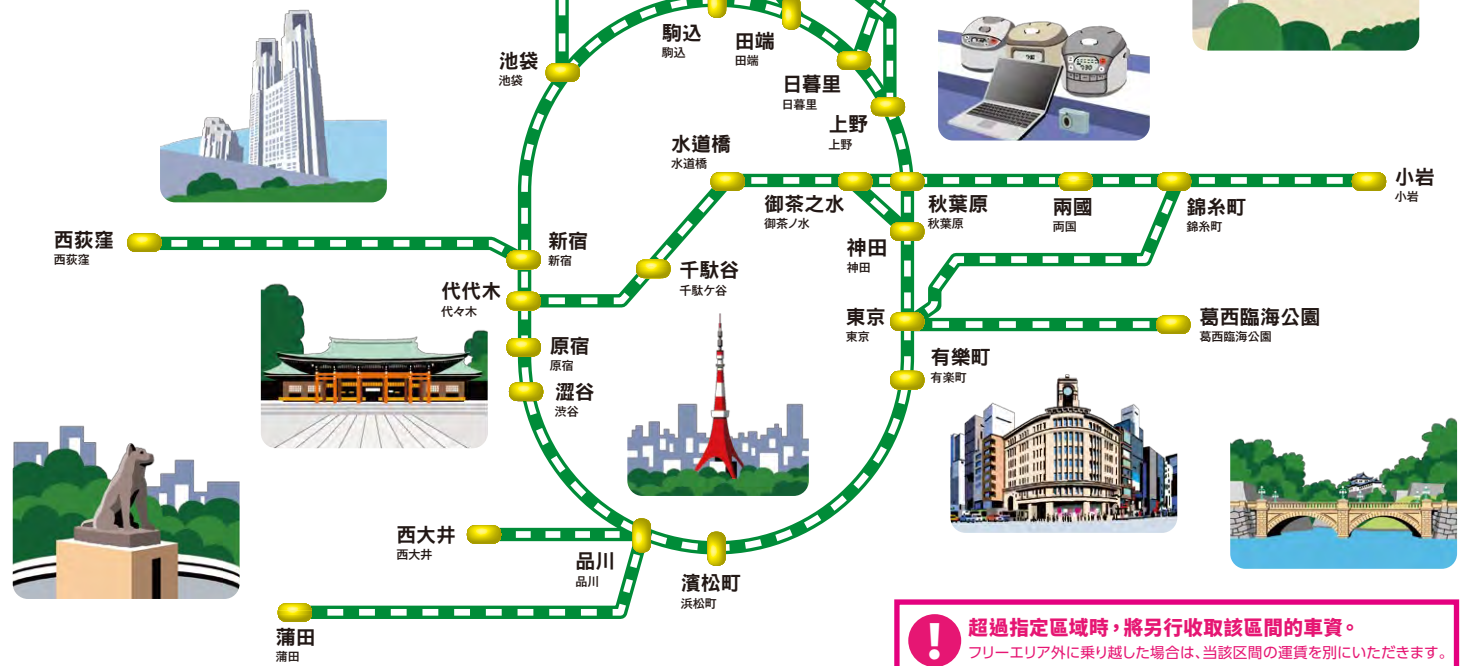 駒込
駒込
田端
田端
池袋
池袋
日暮里
日暮里
上野
上野
水道橋
水道橋
御茶之水
御茶ノ水
秋葉原
秋葉原
兩國
両国
錦糸町
錦糸町
小岩
小岩
神田
神田
西荻窪
西荻窪
新宿
新宿
千馱谷
千駄ケ谷
代代木
代々木
東京
東京
葛西臨海公園
葛西臨海公園
原宿
原宿
有樂町
有楽町
澀谷
渋谷
西大井
西大井
品川
品川
濱松町
浜松町
蒲田
蒲田
超過指定區域時，將另行收取該區間的車資。
フリーエリア外に乗り越した場合は、当該区間の運賃を別にいただきます。